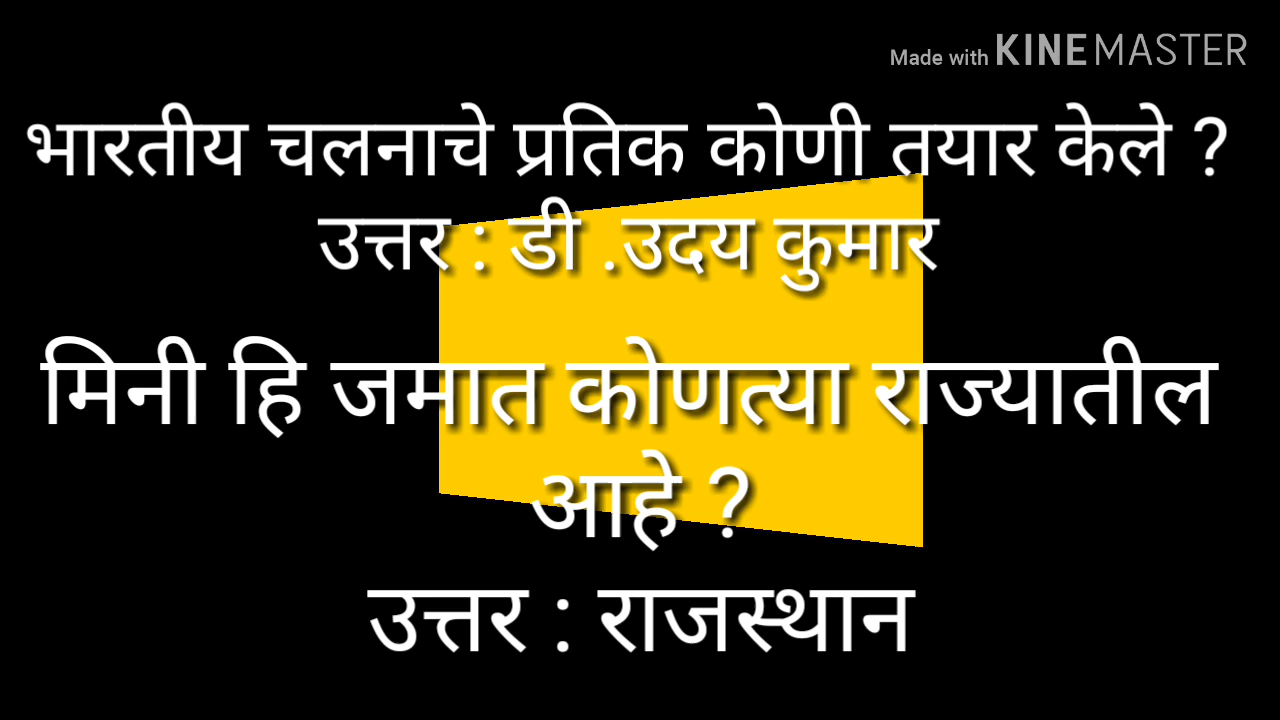 Made with KINEMASTER
भारतीय चलनाचे प्रतिक कोणी तयार केले ?
उत्तर : डी .उदय कुमार
मिनी हि जमात कोणत्या राज्यातील
आहे ?
उत्तर : राजस्थान